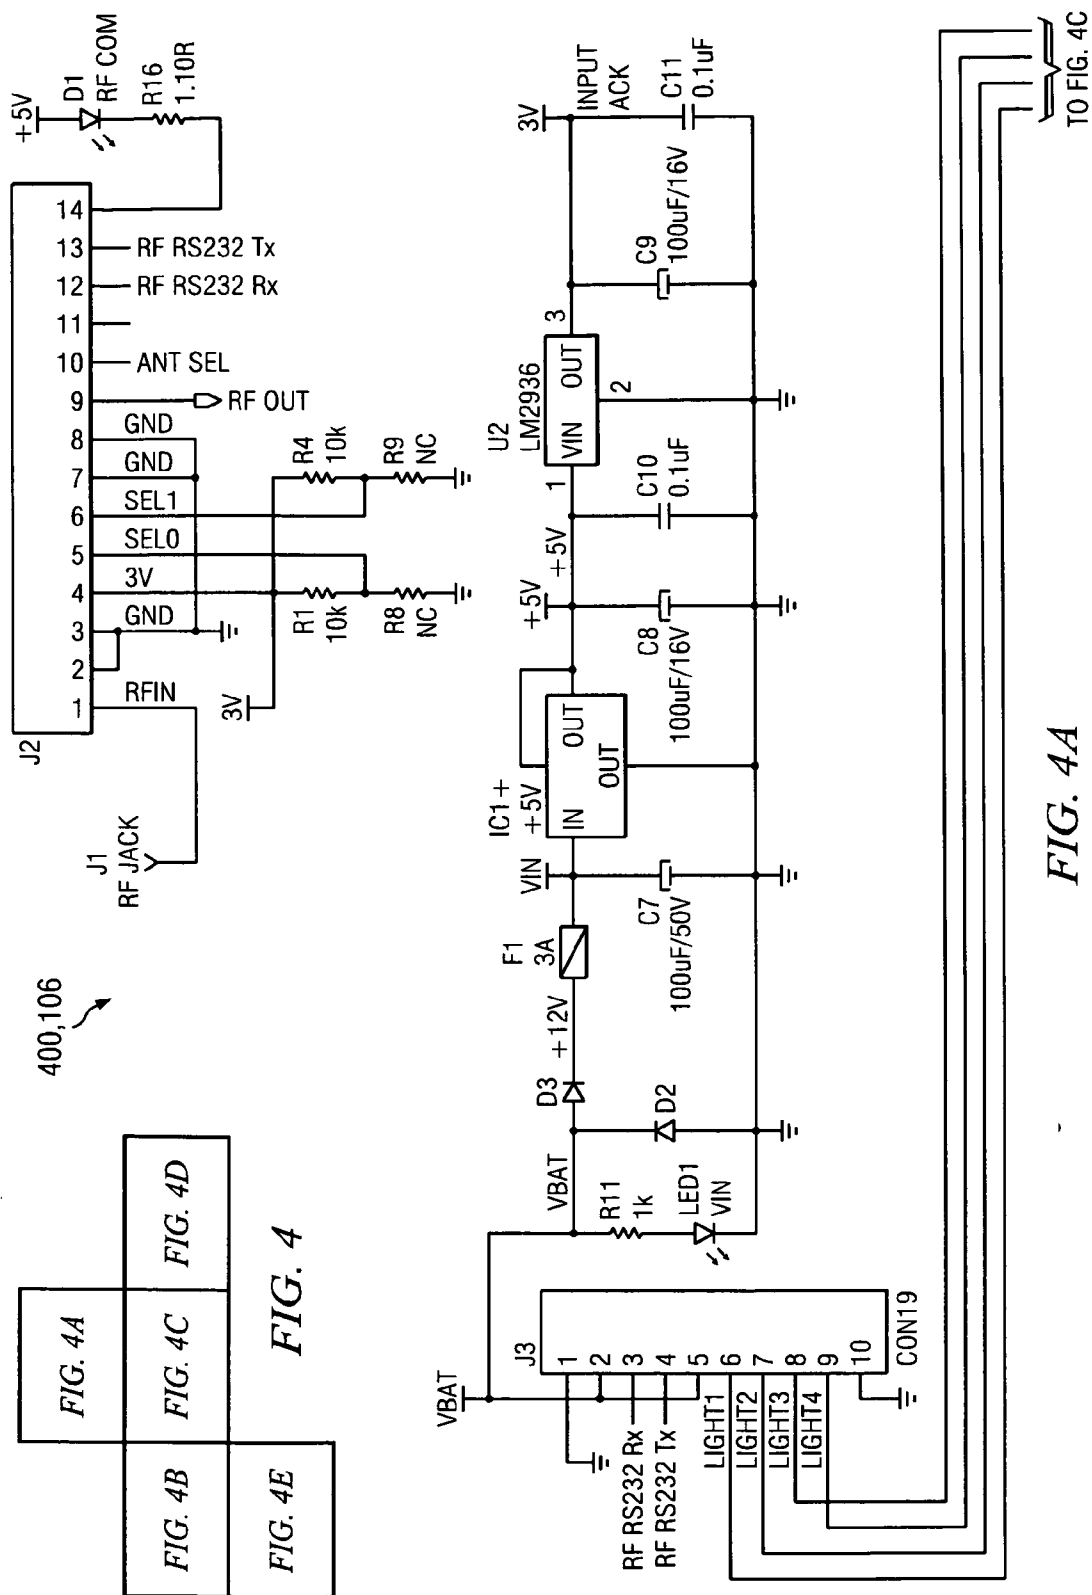 +5V
D1
RF COM
R16
1.10R
14
13
RF RS232 Tx
12
RF RS232 Rx
11
10
ANT SEL
9
RF OUT
8
GND
7
GND
6
SEL1
5
SEL0
4
3V
3
GND
2
1
RFIN
J2
J1
RF JACK
3V
R4
10k
R9
NC
R1
10k
R8
NC
400,106
FIG. 4A
FIG. 4B
FIG. 4C
FIG. 4D
FIG. 4E
FIG. 4
VBAT
J3
1
2
3
4
5
6
7
8
9
10
CON19
RF RS232 Rx
RF RS232 Tx
LIGHT1
LIGHT2
LIGHT3
LIGHT4
VBAT
R11
1k
LED1
VIN
D3
D2
+12V
F1
3A
VIN
C7
100uF/50V
IC1+
+5V
IN
OUT
OUT
+5V
+5V
C8
100uF/16V
C10
0.1uF
U2
LM2936
1
VIN
OUT
3
2
C9
100uF/16V
3V
INPUT
ACK
C11
0.1uF
TO FIG. 4C
FIG. 4A